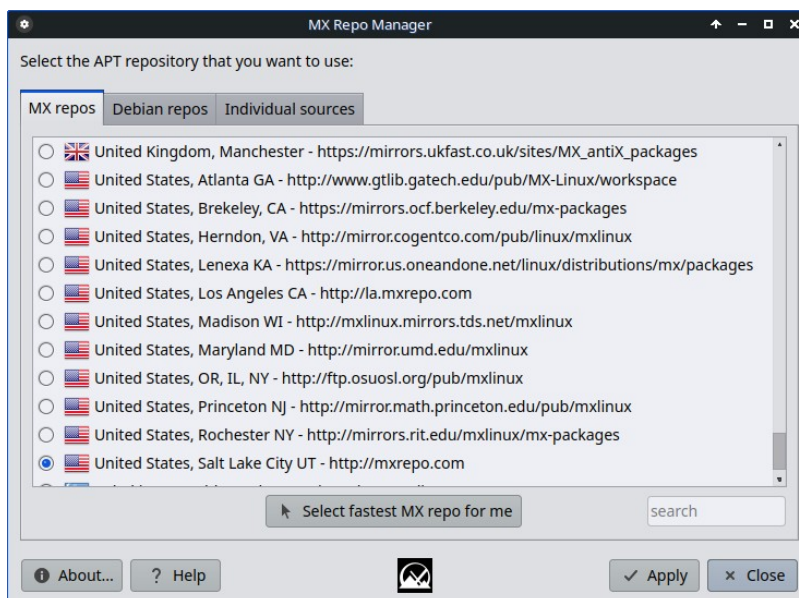 MX Repo Manager
Select the APT repository that you want to use:
MX repos Debian repos Individual sources
United Kingdom, Manchester - https://mirrors.ukfast.co.uk/sites/MX_antiX_packages
United States, Atlanta GA - http://www.gtlib.gatech.edu/pub/MX-Linux/workspace
United States, Brekeley, CA - https://mirrors.ocf.berkeley.edu/mx-packages
United States, Herndon, VA - http://mirror.cogentco.com/pub/linux/mxlinux
United States, Lenexa KA - https://mirror.us.oneandone.net/linux/distributions/mx/packages
United States, Los Angeles CA - http://la.mxrepo.com
United States, Madison WI - http://mxlinux.mirrors.tds.net/mxlinux
United States, Maryland MD - http://mirror.umd.edu/mxlinux
United States, OR, IL, NY - http://ftp.osuosl.org/pub/mxlinux
United States, Princeton NJ - http://mirror.math.princeton.edu/pub/mxlinux
United States, Rochester NY - http://mirrors.rit.edu/mxlinux/mx-packages
United States, Salt Lake City UT - http://mxrepo.com
Select fastest MX repo for me search
About... ? Help Apply Close